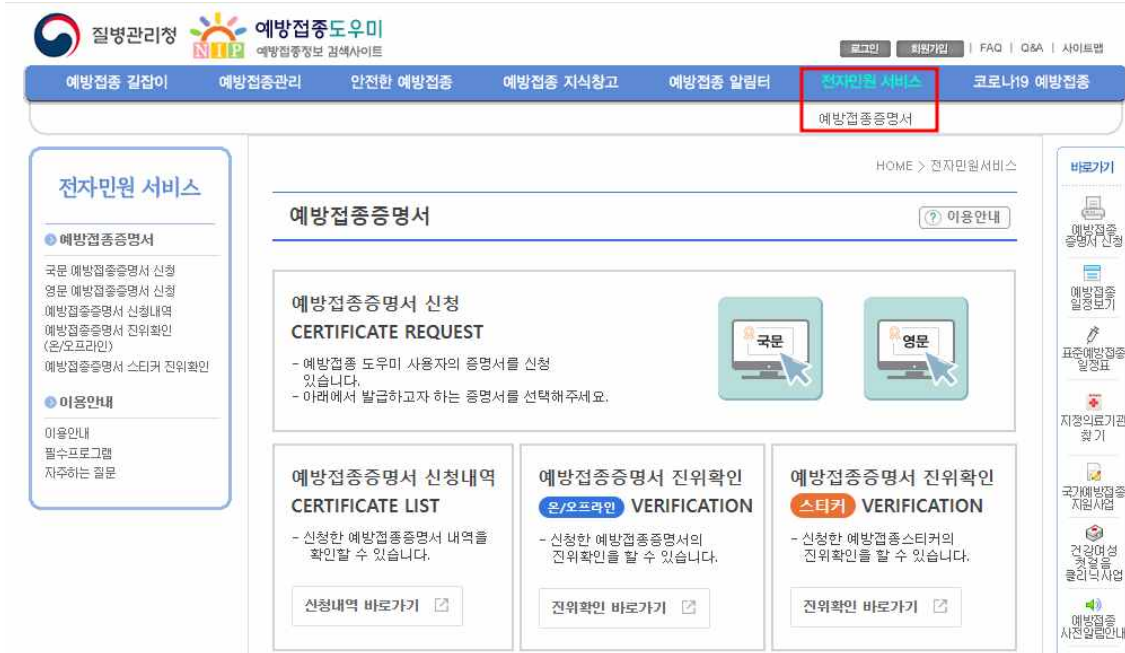 질병관리청
NIP
예방접종도우미
예방접종정보 검색사이트
로그인 회원가입 | FAQ | Q&A | 사이트맵
예방접종 길잡이 예방접종관리 안전한 예방접종 예방접종 지식창고 예방접종 알림터 전자민원 서비스 코로나19 예방접종
예방접종증명서
전자민원 서비스
예방접종증명서
국문 예방접종증명서 신청
영문 예방접종증명서 신청
예방접종증명서 신청내역
예방접종증명서 진위확인
(온/오프라인)
예방접종증명서 스티커 진위확인
이용안내
이용안내
필수프로그램
자주하는 질문
HOME > 전자민원서비스
예방접종증명서
? 이용안내
예방접종증명서 신청
CERTIFICATE REQUEST
- 예방접종 도우미 사용자의 증명서를 신청
있습니다.
- 아래에서 발급하고자 하는 증명서를 선택해주세요.
국문
영문
예방접종증명서 신청내역
CERTIFICATE LIST
- 신청한 예방접종증명서 내역을
확인할 수 있습니다.
신청내역 바로가기
예방접종증명서 진위확인
온/오프라인 VERIFICATION
- 신청한 예방접종증명서의
진위확인을 할 수 있습니다.
진위확인 바로가기
예방접종증명서 진위확인
스티커 VERIFICATION
- 신청한 예방접종스티커의
진위확인을 할 수 있습니다.
진위확인 바로가기
바로가기
예방접종
증명서 신청
예방접종
일정보기
표준예방접종
일정표
지정의료기관
찾기
국가예방접종
지원사업
건강여성
첫걸음
클리닉사업
예방접종
사전알림안내